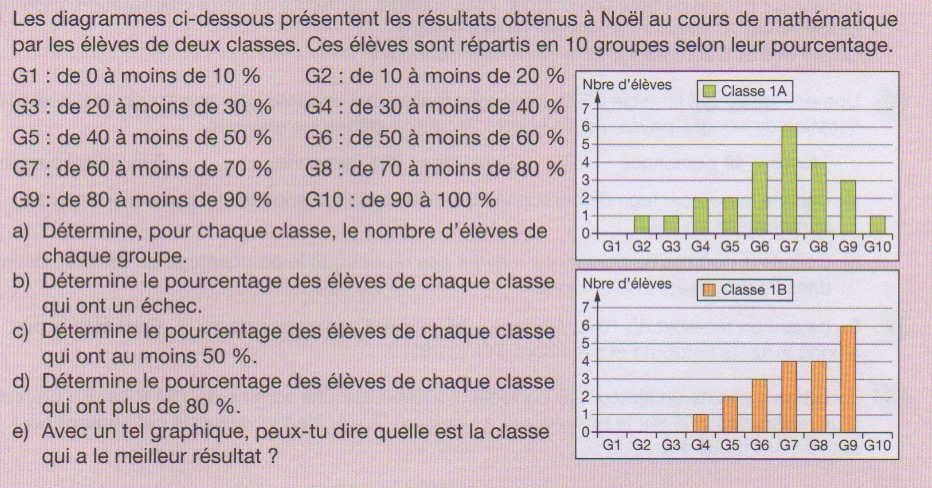 Les diagrammes ci-dessous présentent les résultats obtenus à Noël au cours de mathématique
par les élèves de deux classes. Ces élèves sont répartis en 10 groupes selon leur pourcentage.
G1 : de 0 à moins de 10 % G2 : de 10 à moins de 20 %
G3 : de 20 à moins de 30 % G4 : de 30 à moins de 40 %
G5 : de 40 à moins de 50 % G6 : de 50 à moins de 60 %
G7 : de 60 à moins de 70 % G8 : de 70 à moins de 80 %
G9 : de 80 à moins de 90 % G10 : de 90 à 100 %
a) Détermine, pour chaque classe, le nombre d'élèves de
chaque groupe.
b) Détermine le pourcentage des élèves de chaque classe
qui ont un échec.
c) Détermine le pourcentage des élèves de chaque classe
qui ont au moins 50 %.
d) Détermine le pourcentage des élèves de chaque classe
qui ont plus de 80 %.
e) Avec un tel graphique, peux-tu dire quelle est la classe
qui a le meilleur résultat ?
Nbre d'élèves
Classe 1A
7
6
5
4
3
2
1
0
G1 G2 G3 G4 G5 G6 G7 G8 G9 G10
Nbre d'élèves
Classe 1B
7
6
5
4
3
2
1
0
G1 G2 G3 G4 G5 G6 G7 G8 G9 G10